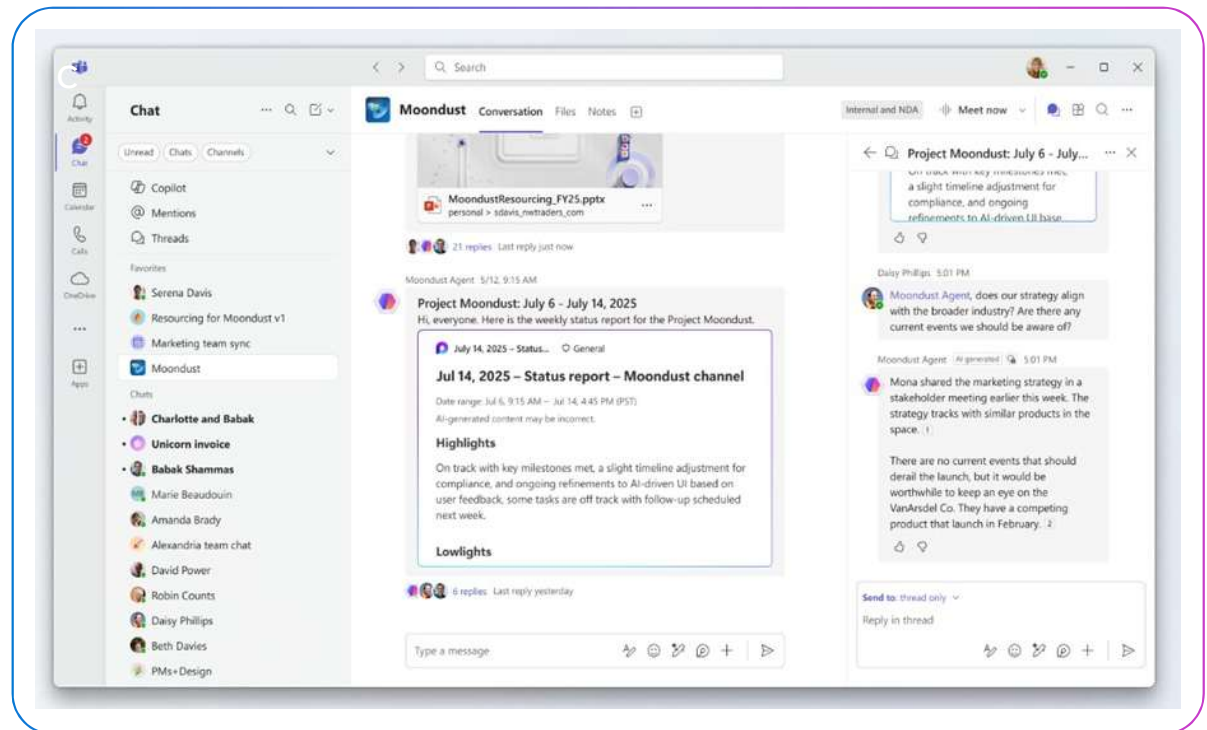 Search
Activity
Chat
2
Calendar
Calls
OneDrive
Apps
Chat
Unread
Chats
Channels
Copilot
Mentions
Threads
Favorites
Serena Davis
Resourcing for Moondust v1
Marketing team sync
Moondust
Chats
Charlotte and Babak
Unicorn invoice
Babak Shammas
Marie Beaudouin
Amanda Brady
Alexandria team chat
David Power
Robin Counts
Daisy Phillips
Beth Davies
PMs+Design
Moondust Conversation Files Notes
Internal and NDA
Meet now
MoondustResourcing_FY25.pptx
personal > sdavis_nwtraders_com
21 replies Last reply just now
Moondust Agent 5/12, 9:15 AM
Project Moondust: July 6 - July 14, 2025
Hi, everyone. Here is the weekly status report for the Project Moondust.
July 14, 2025 – Status... General
Jul 14, 2025 – Status report – Moondust channel
Date range: Jul 6, 9:15 AM – Jul 14, 4:45 PM (PST)
AI-generated content may be incorrect.
Highlights
On track with key milestones met, a slight timeline adjustment for
compliance, and ongoing refinements to AI-driven UI based on
user feedback, some tasks are off track with follow-up scheduled
next week.
Lowlights
6 replies Last reply yesterday
Type a message
Project Moondust: July 6 - July...
On track with key milestones met,
a slight timeline adjustment for
compliance, and ongoing
refinements to AI-driven UI base
Daisy Phillips 5:01 PM
Moondust Agent, does our strategy align
with the broader industry? Are there any
current events we should be aware of?
Moondust Agent AI generated 5:01 PM
Mona shared the marketing strategy in a
stakeholder meeting earlier this week. The
strategy tracks with similar products in the
space. 1
There are no current events that should
derail the launch, but it would be
worthwhile to keep an eye on the
VanArsdel Co. They have a competing
product that launch in February. 2
Send to: thread only
Reply in thread